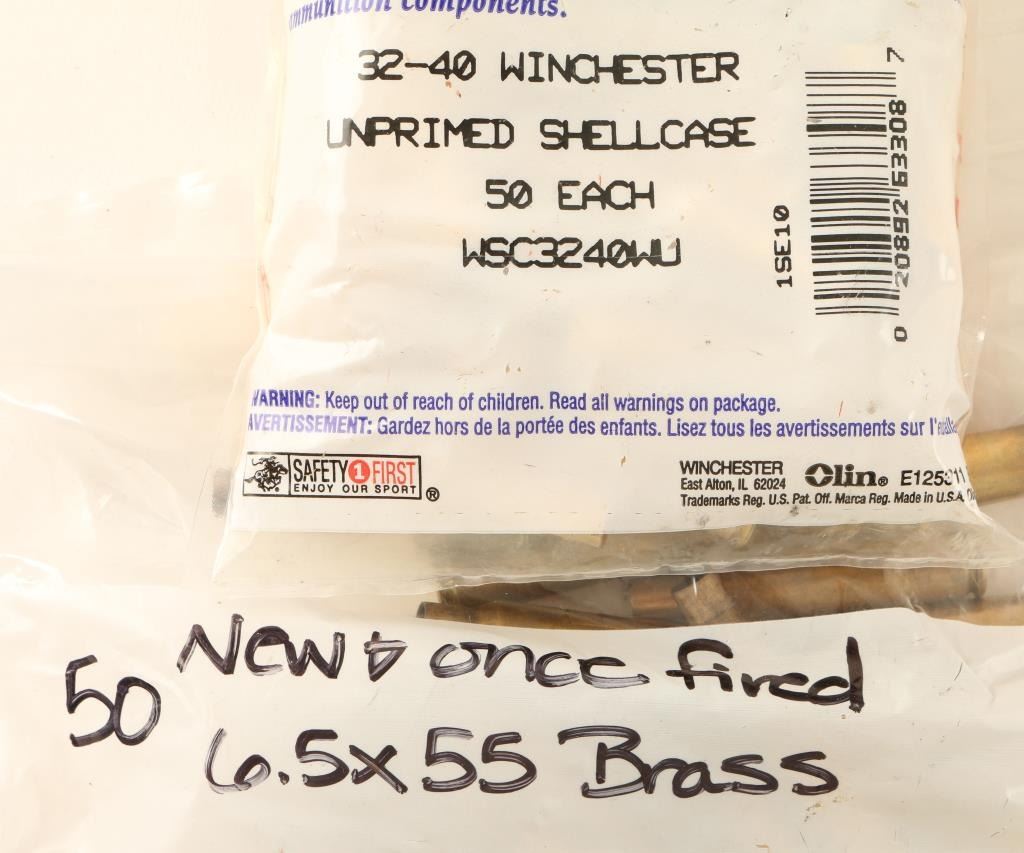 ammunition components.
32-40 WINCHESTER
UNPRIMED SHELLCASE
50 EACH
WSC3240WU
1SE10
0 20892 63308 7
WARNING: Keep out of reach of children. Read all warnings on package.
AVERTISSEMENT: Gardez hors de la portée des enfants. Lisez tous les avertissements sur
SAFETY 1 FIRST
ENJOY OUR SPORT ®
WINCHESTER
East Alton, IL 62024
Olin®
Trademarks Reg. U.S. Pat. Off. Marca Reg. Made in U.S.A.
50
New & once fired
6.5x55 Brass